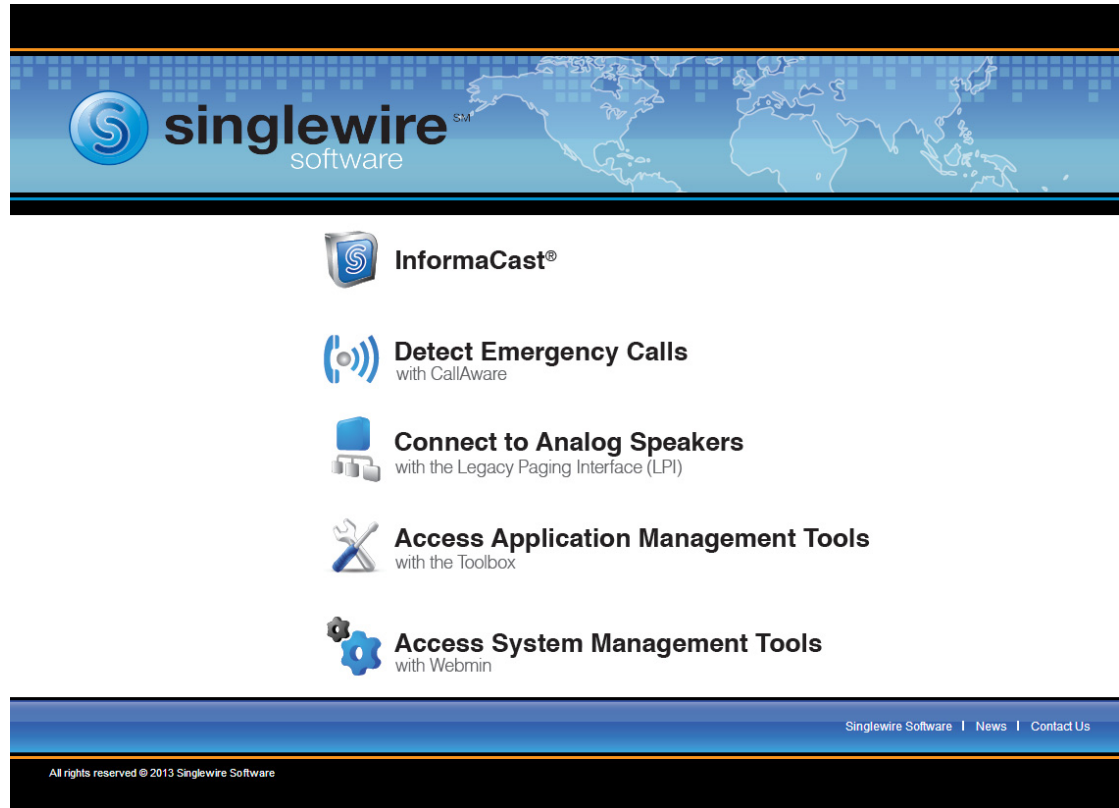 singlewire SM
software
InformaCast®
Detect Emergency Calls
with CallAware
Connect to Analog Speakers
with the Legacy Paging Interface (LPI)
Access Application Management Tools
with the Toolbox
Access System Management Tools
with Webmin
Singlewire Software | News | Contact Us
All rights reserved © 2013 Singlewire Software